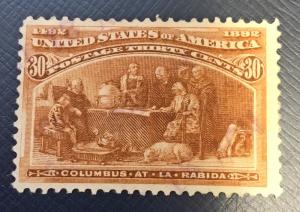 1492 1892
UNITED STATES OF AMERICA
POSTAGE THIRTY CENTS
30 30
COLUMBUS · AT · LA · RABIDA